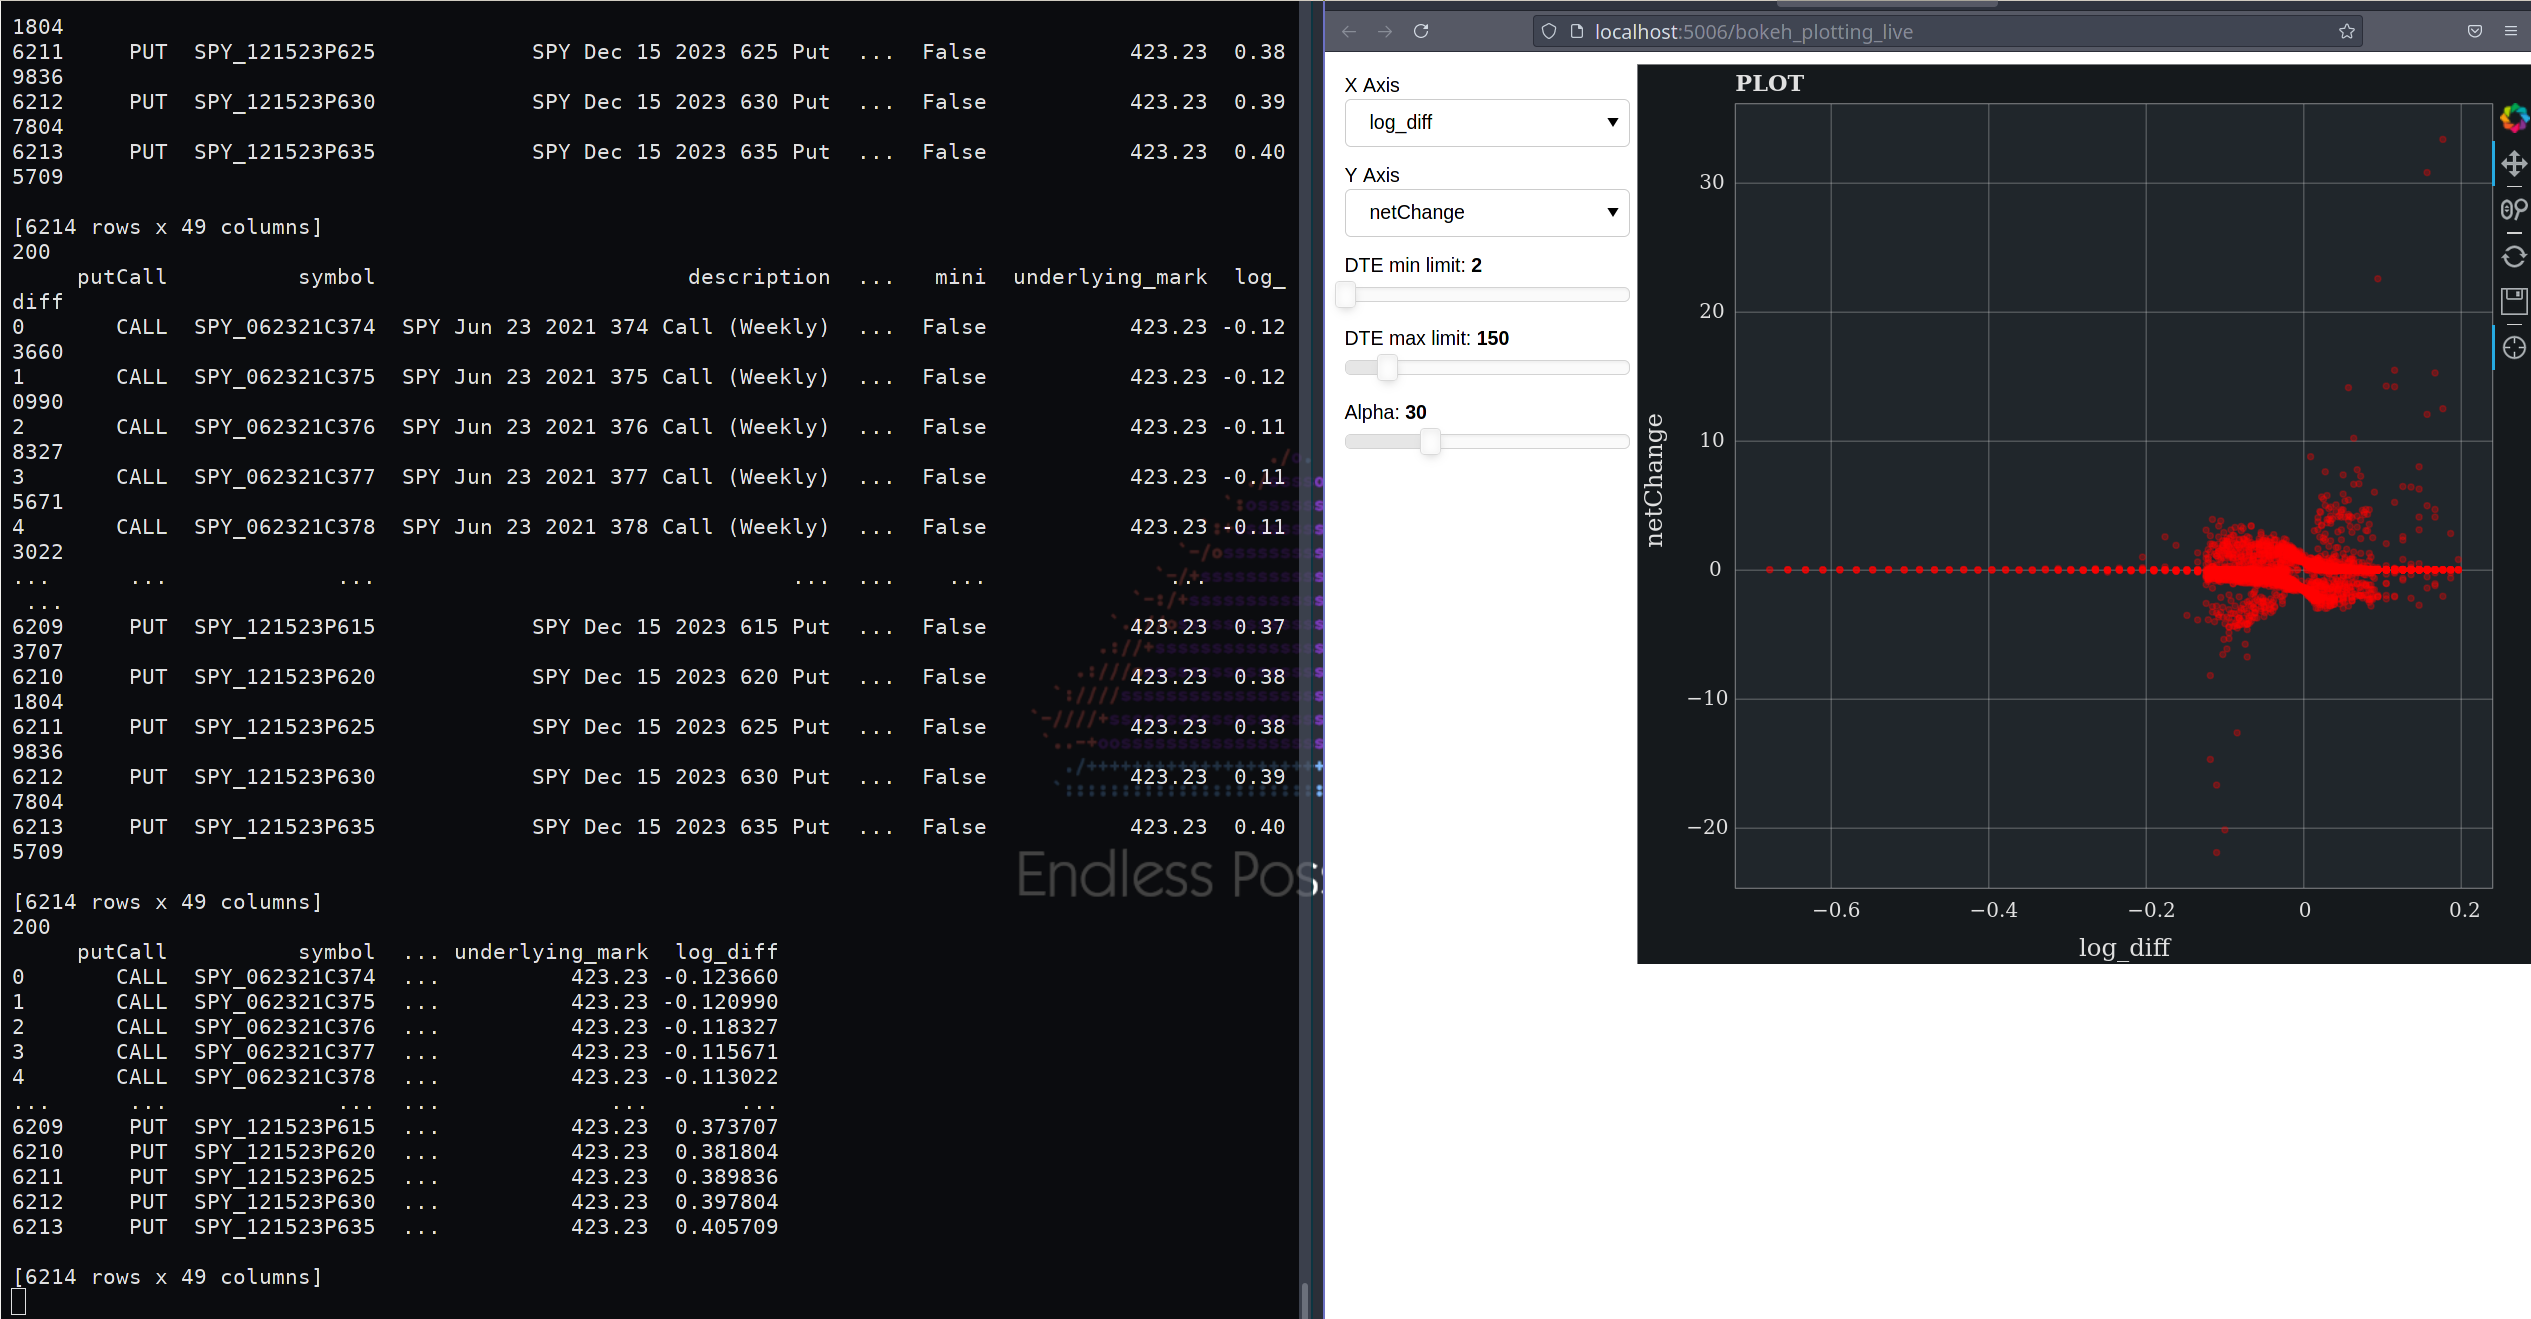 1804
6211     PUT  SPY_121523P625            SPY Dec 15 2023 625 Put  ...  False           423.23  0.38
9836
6212     PUT  SPY_121523P630            SPY Dec 15 2023 630 Put  ...  False           423.23  0.39
7804
6213     PUT  SPY_121523P635            SPY Dec 15 2023 635 Put  ...  False           423.23  0.40
5709
[6214 rows x 49 columns]
200
     putCall          symbol                        description  ...   mini  underlying_mark  log_
diff
0       CALL  SPY_062321C374  SPY Jun 23 2021 374 Call (Weekly)  ...  False           423.23 -0.12
3660
1       CALL  SPY_062321C375  SPY Jun 23 2021 375 Call (Weekly)  ...  False           423.23 -0.12
0990
2       CALL  SPY_062321C376  SPY Jun 23 2021 376 Call (Weekly)  ...  False           423.23 -0.11
8327
3       CALL  SPY_062321C377  SPY Jun 23 2021 377 Call (Weekly)  ...  False           423.23 -0.11
5671
4       CALL  SPY_062321C378  SPY Jun 23 2021 378 Call (Weekly)  ...  False           423.23 -0.11
3022
...      ...             ...                                ...  ...    ...              ...
 ...
6209     PUT  SPY_121523P615            SPY Dec 15 2023 615 Put  ...  False           423.23  0.37
3707
6210     PUT  SPY_121523P620            SPY Dec 15 2023 620 Put  ...  False           423.23  0.38
1804
6211     PUT  SPY_121523P625            SPY Dec 15 2023 625 Put  ...  False           423.23  0.38
9836
6212     PUT  SPY_121523P630            SPY Dec 15 2023 630 Put  ...  False           423.23  0.39
7804
6213     PUT  SPY_121523P635            SPY Dec 15 2023 635 Put  ...  False           423.23  0.40
5709
Endless Poss
[6214 rows x 49 columns]
200
     putCall          symbol  ... underlying_mark  log_diff
0       CALL  SPY_062321C374  ...          423.23 -0.123660
1       CALL  SPY_062321C375  ...          423.23 -0.120990
2       CALL  SPY_062321C376  ...          423.23 -0.118327
3       CALL  SPY_062321C377  ...          423.23 -0.115671
4       CALL  SPY_062321C378  ...          423.23 -0.113022
...      ...             ...  ...             ...       ...
6209     PUT  SPY_121523P615  ...          423.23  0.373707
6210     PUT  SPY_121523P620  ...          423.23  0.381804
6211     PUT  SPY_121523P625  ...          423.23  0.389836
6212     PUT  SPY_121523P630  ...          423.23  0.397804
6213     PUT  SPY_121523P635  ...          423.23  0.405709
[6214 rows x 49 columns]
localhost:5006/bokeh_plotting_live
X Axis
log_diff
Y Axis
netChange
DTE min limit: 2
DTE max limit: 150
Alpha: 30
PLOT
30
20
10
0
−10
−20
netChange
−0.6 −0.4 −0.2 0 0.2
log_diff